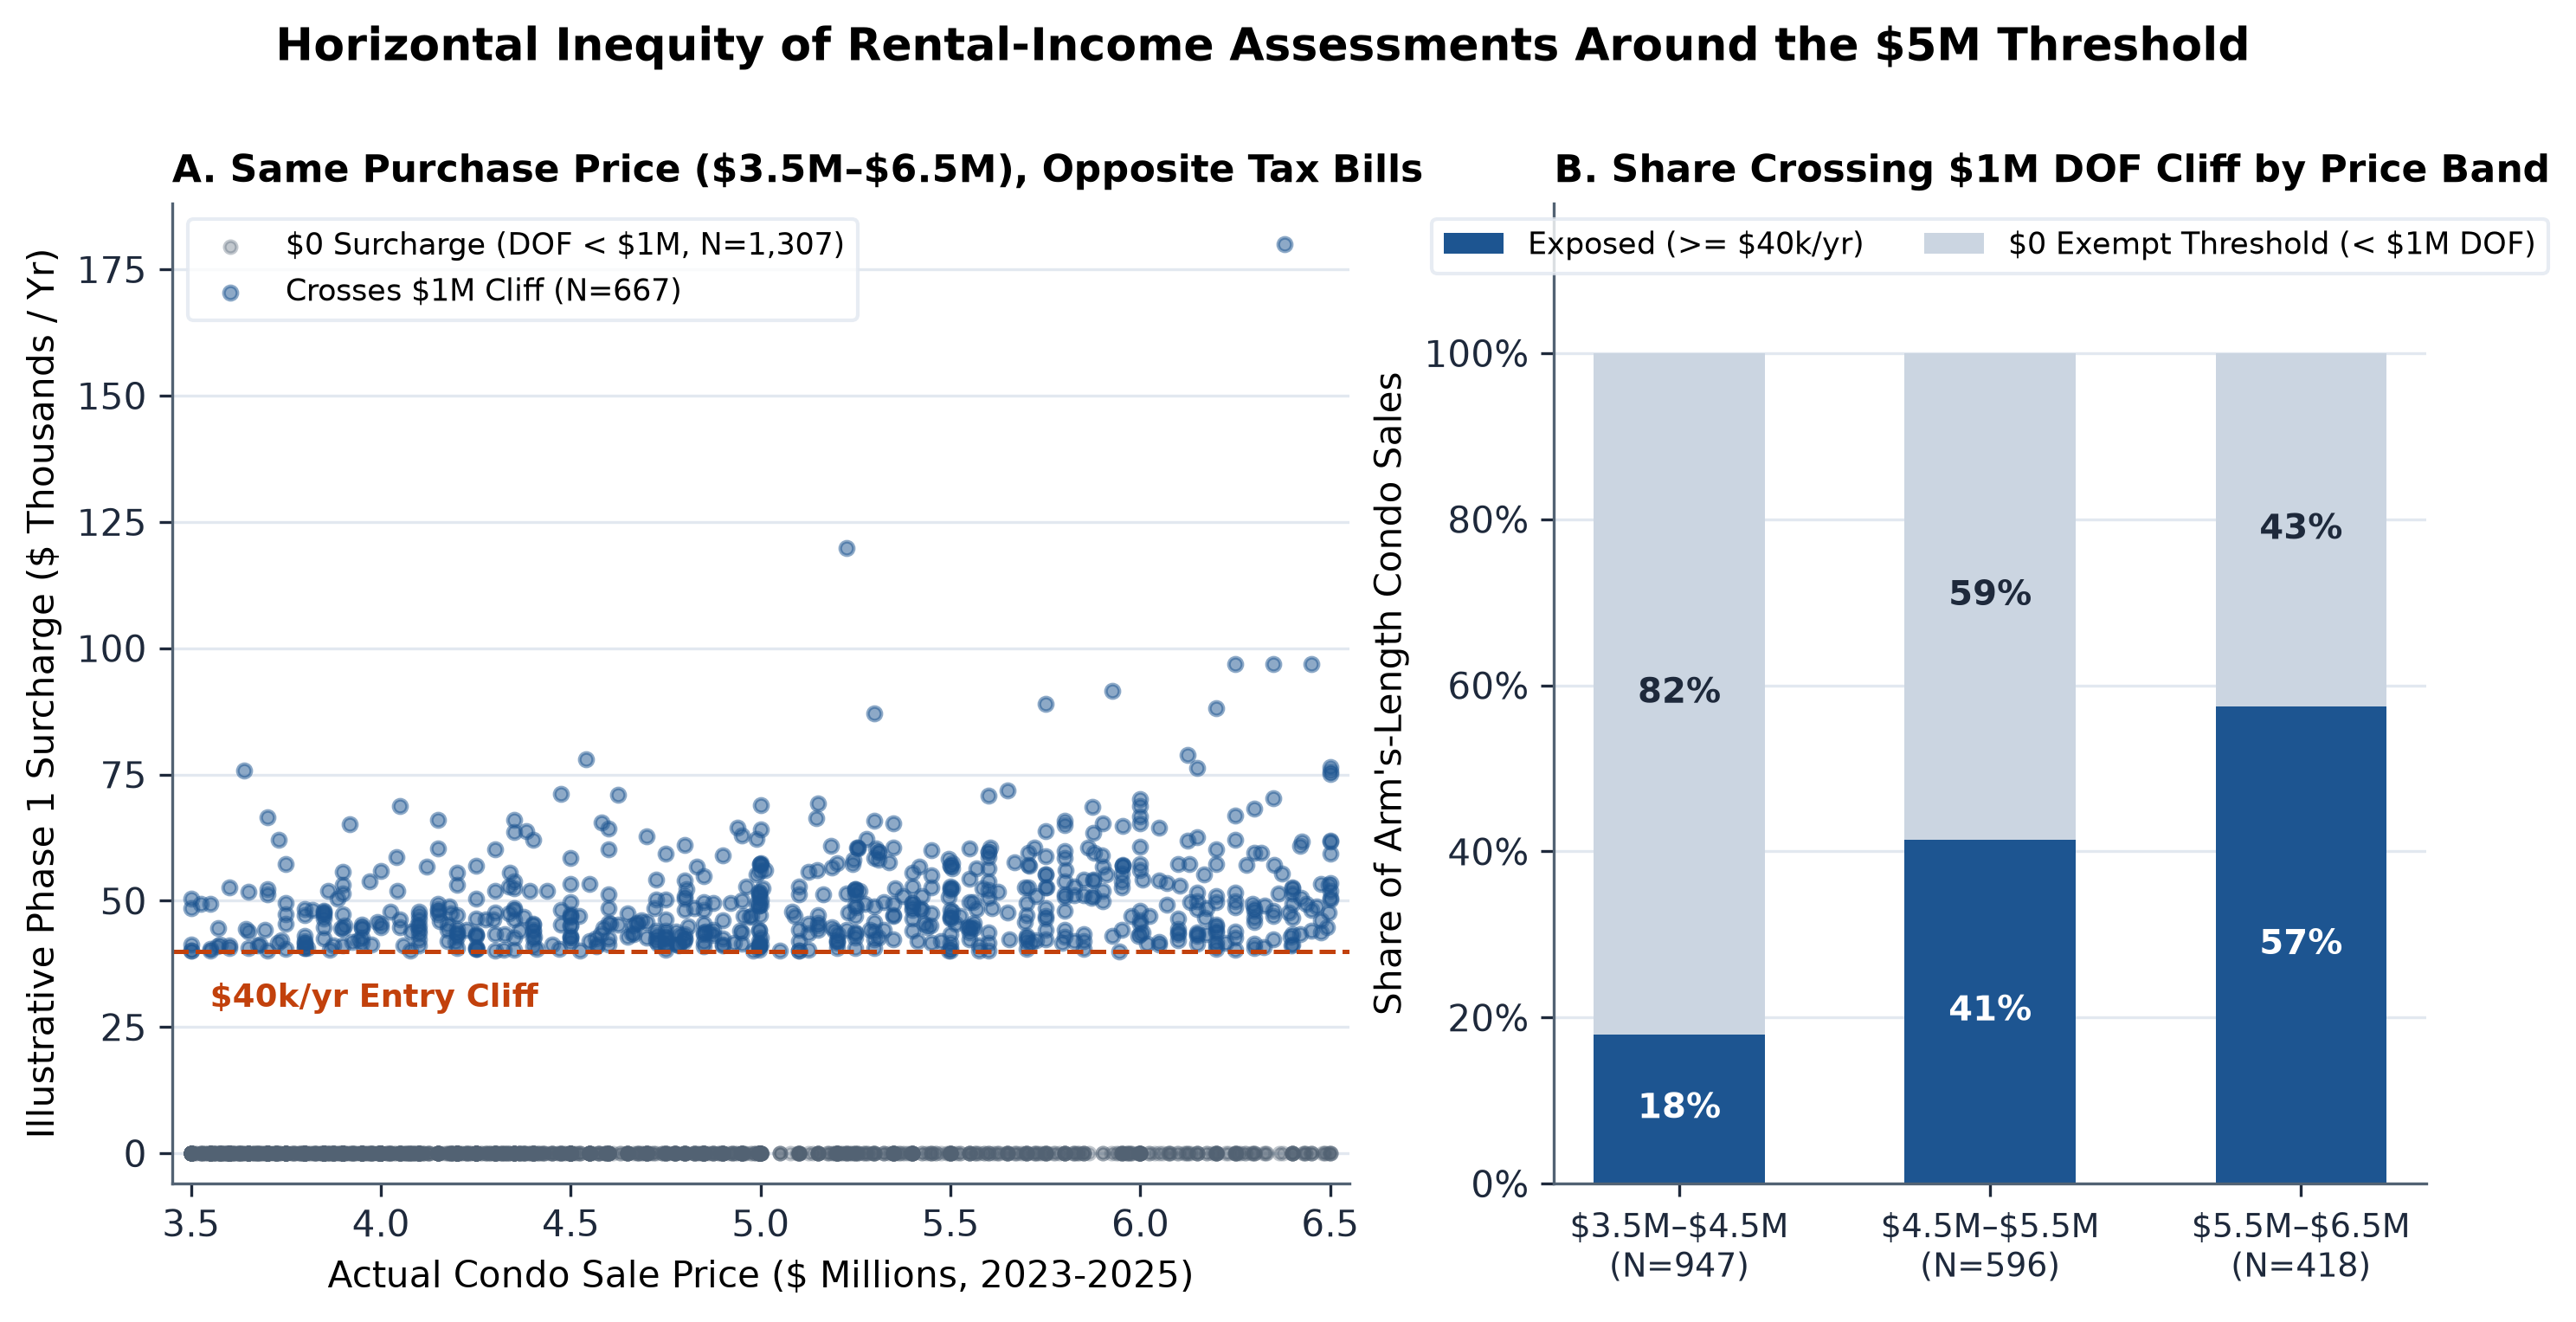 Horizontal Inequity of Rental-Income Assessments Around the $5M Threshold
A. Same Purchase Price ($3.5M–$6.5M), Opposite Tax Bills
$0 Surcharge (DOF < $1M, N=1,307)
Crosses $1M Cliff (N=667)
Illustrative Phase 1 Surcharge ($ Thousands / Yr)
175
150
125
100
75
50
25
0
$40k/yr Entry Cliff
3.5 4.0 4.5 5.0 5.5 6.0 6.5
Actual Condo Sale Price ($ Millions, 2023-2025)
B. Share Crossing $1M DOF Cliff by Price Band
Exposed (>= $40k/yr) $0 Exempt Threshold (< $1M DOF)
Share of Arm's-Length Condo Sales
100%
80%
60%
40%
20%
0%
82%
18%
59%
41%
43%
57%
$3.5M–$4.5M $4.5M–$5.5M $5.5M–$6.5M
(N=947) (N=596) (N=418)